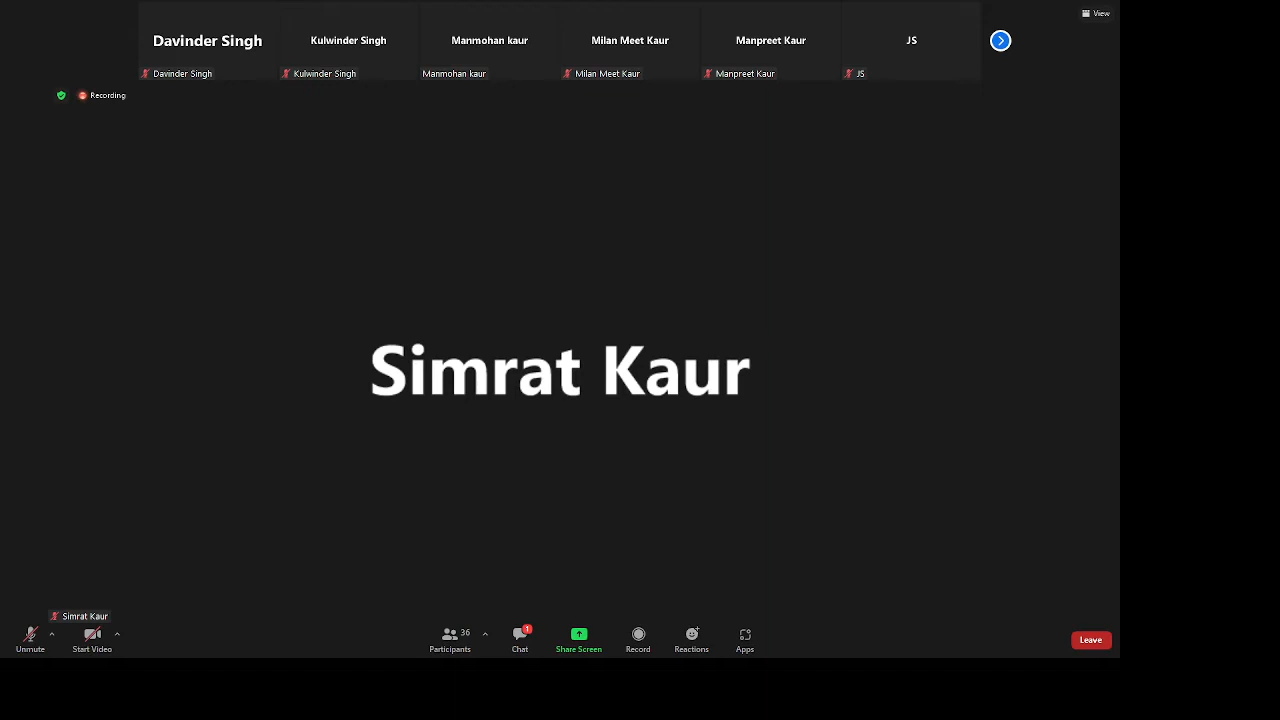 View
Davinder Singh
Kulwinder Singh
Manmohan kaur
Milan Meet Kaur
Manpreet Kaur
JS
Davinder Singh
Kulwinder Singh
Manmohan kaur
Milan Meet Kaur
Manpreet Kaur
JS
Recording
Simrat Kaur
Simrat Kaur
Unmute
Start Video
36
Participants
1
Chat
Share Screen
Record
Reactions
Apps
Leave